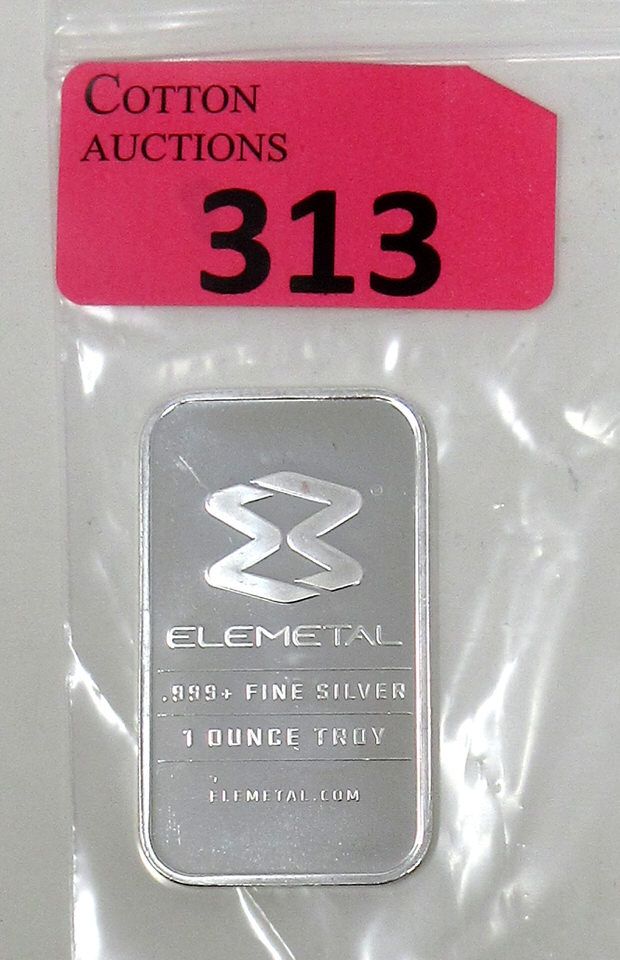 COTTON
AUCTIONS
313
ELEMETAL
.999+ FINE SILVER
1 OUNCE TROY
ELEMETAL.COM